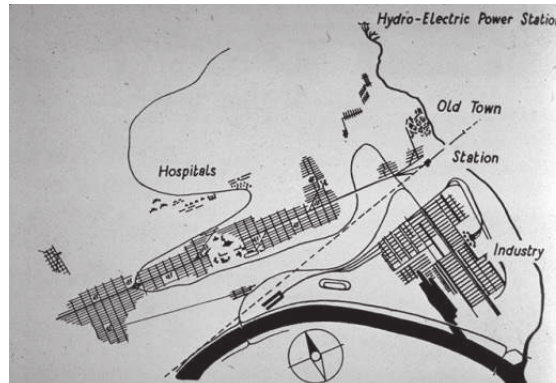 Hydro-Electric Power Station
Old Town
Station
Hospitals
Industry